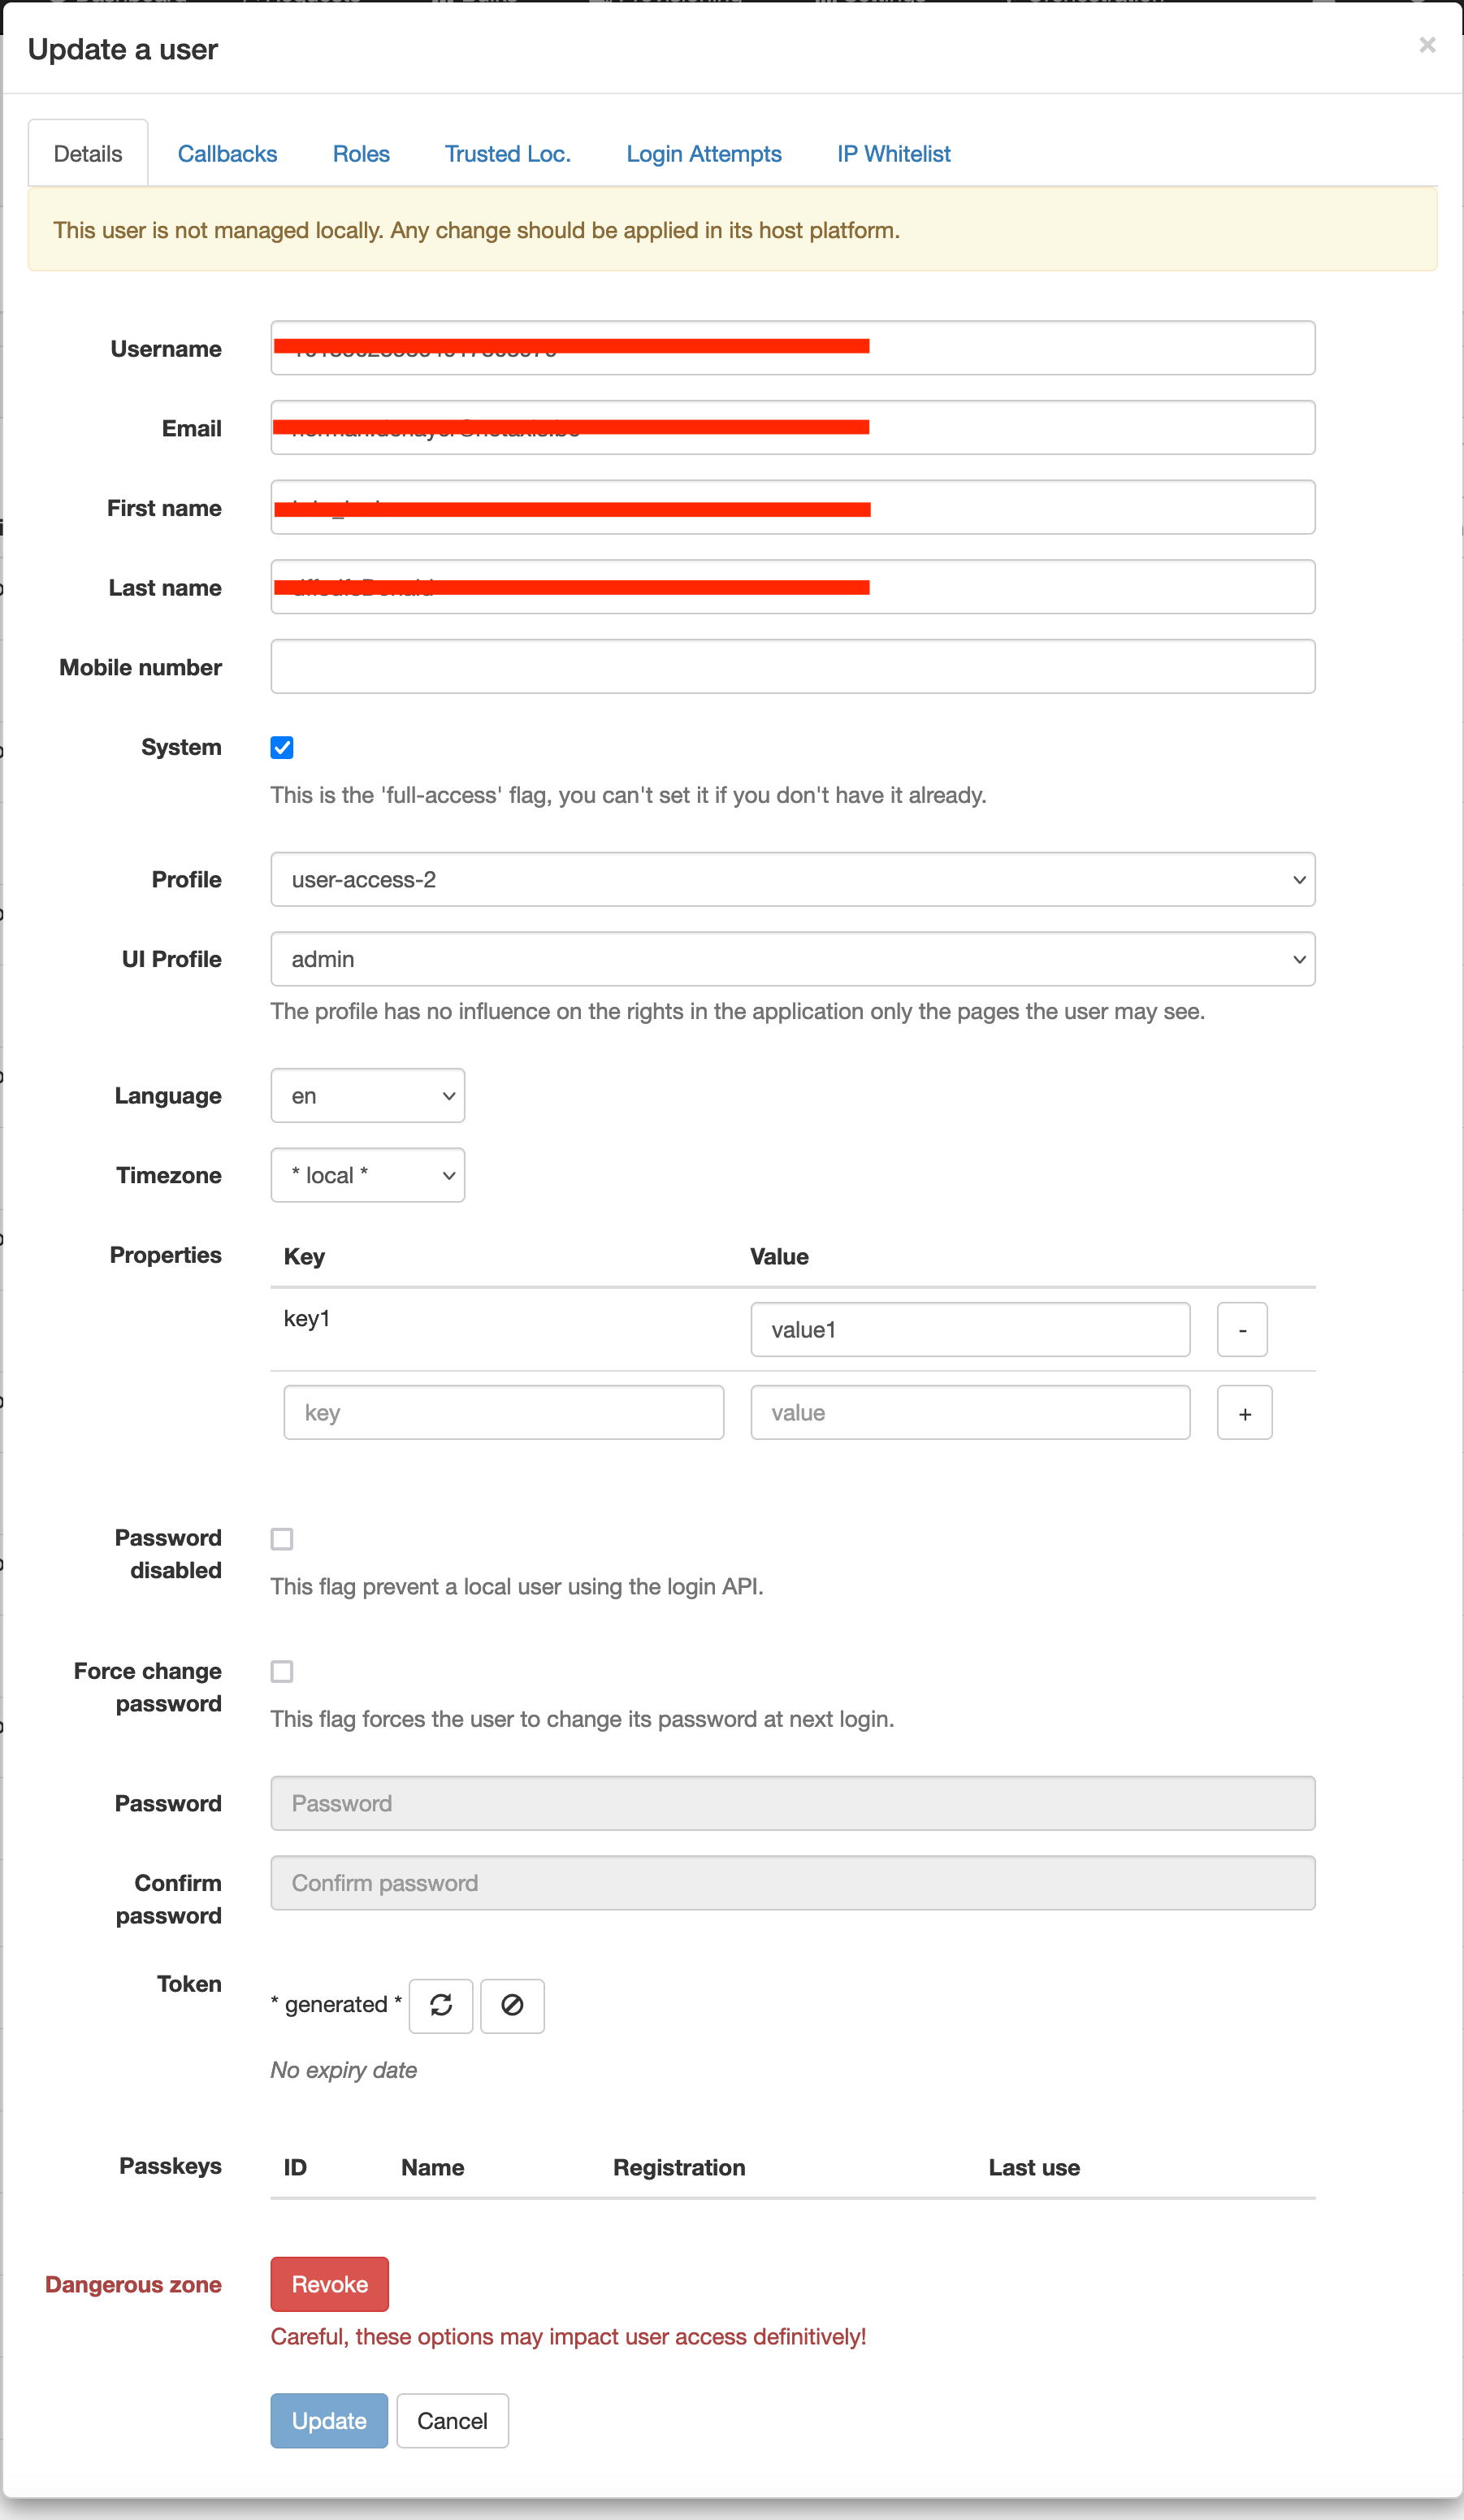 Update a user
×
Details Callbacks Roles Trusted Loc. Login Attempts IP Whitelist
This user is not managed locally. Any change should be applied in its host platform.
Username
Email
First name
Last name
Mobile number
System
This is the 'full-access' flag, you can't set it if you don't have it already.
Profile user-access-2
UI Profile admin
The profile has no influence on the rights in the application only the pages the user may see.
Language en
Timezone * local *
Properties Key Value
key1 value1 -
key value +
Password
disabled
This flag prevent a local user using the login API.
Force change
password
This flag forces the user to change its password at next login.
Password Password
Confirm
password
Confirm password
Token
* generated *
No expiry date
Passkeys ID Name Registration Last use
Dangerous zone Revoke
Careful, these options may impact user access definitively!
Update Cancel